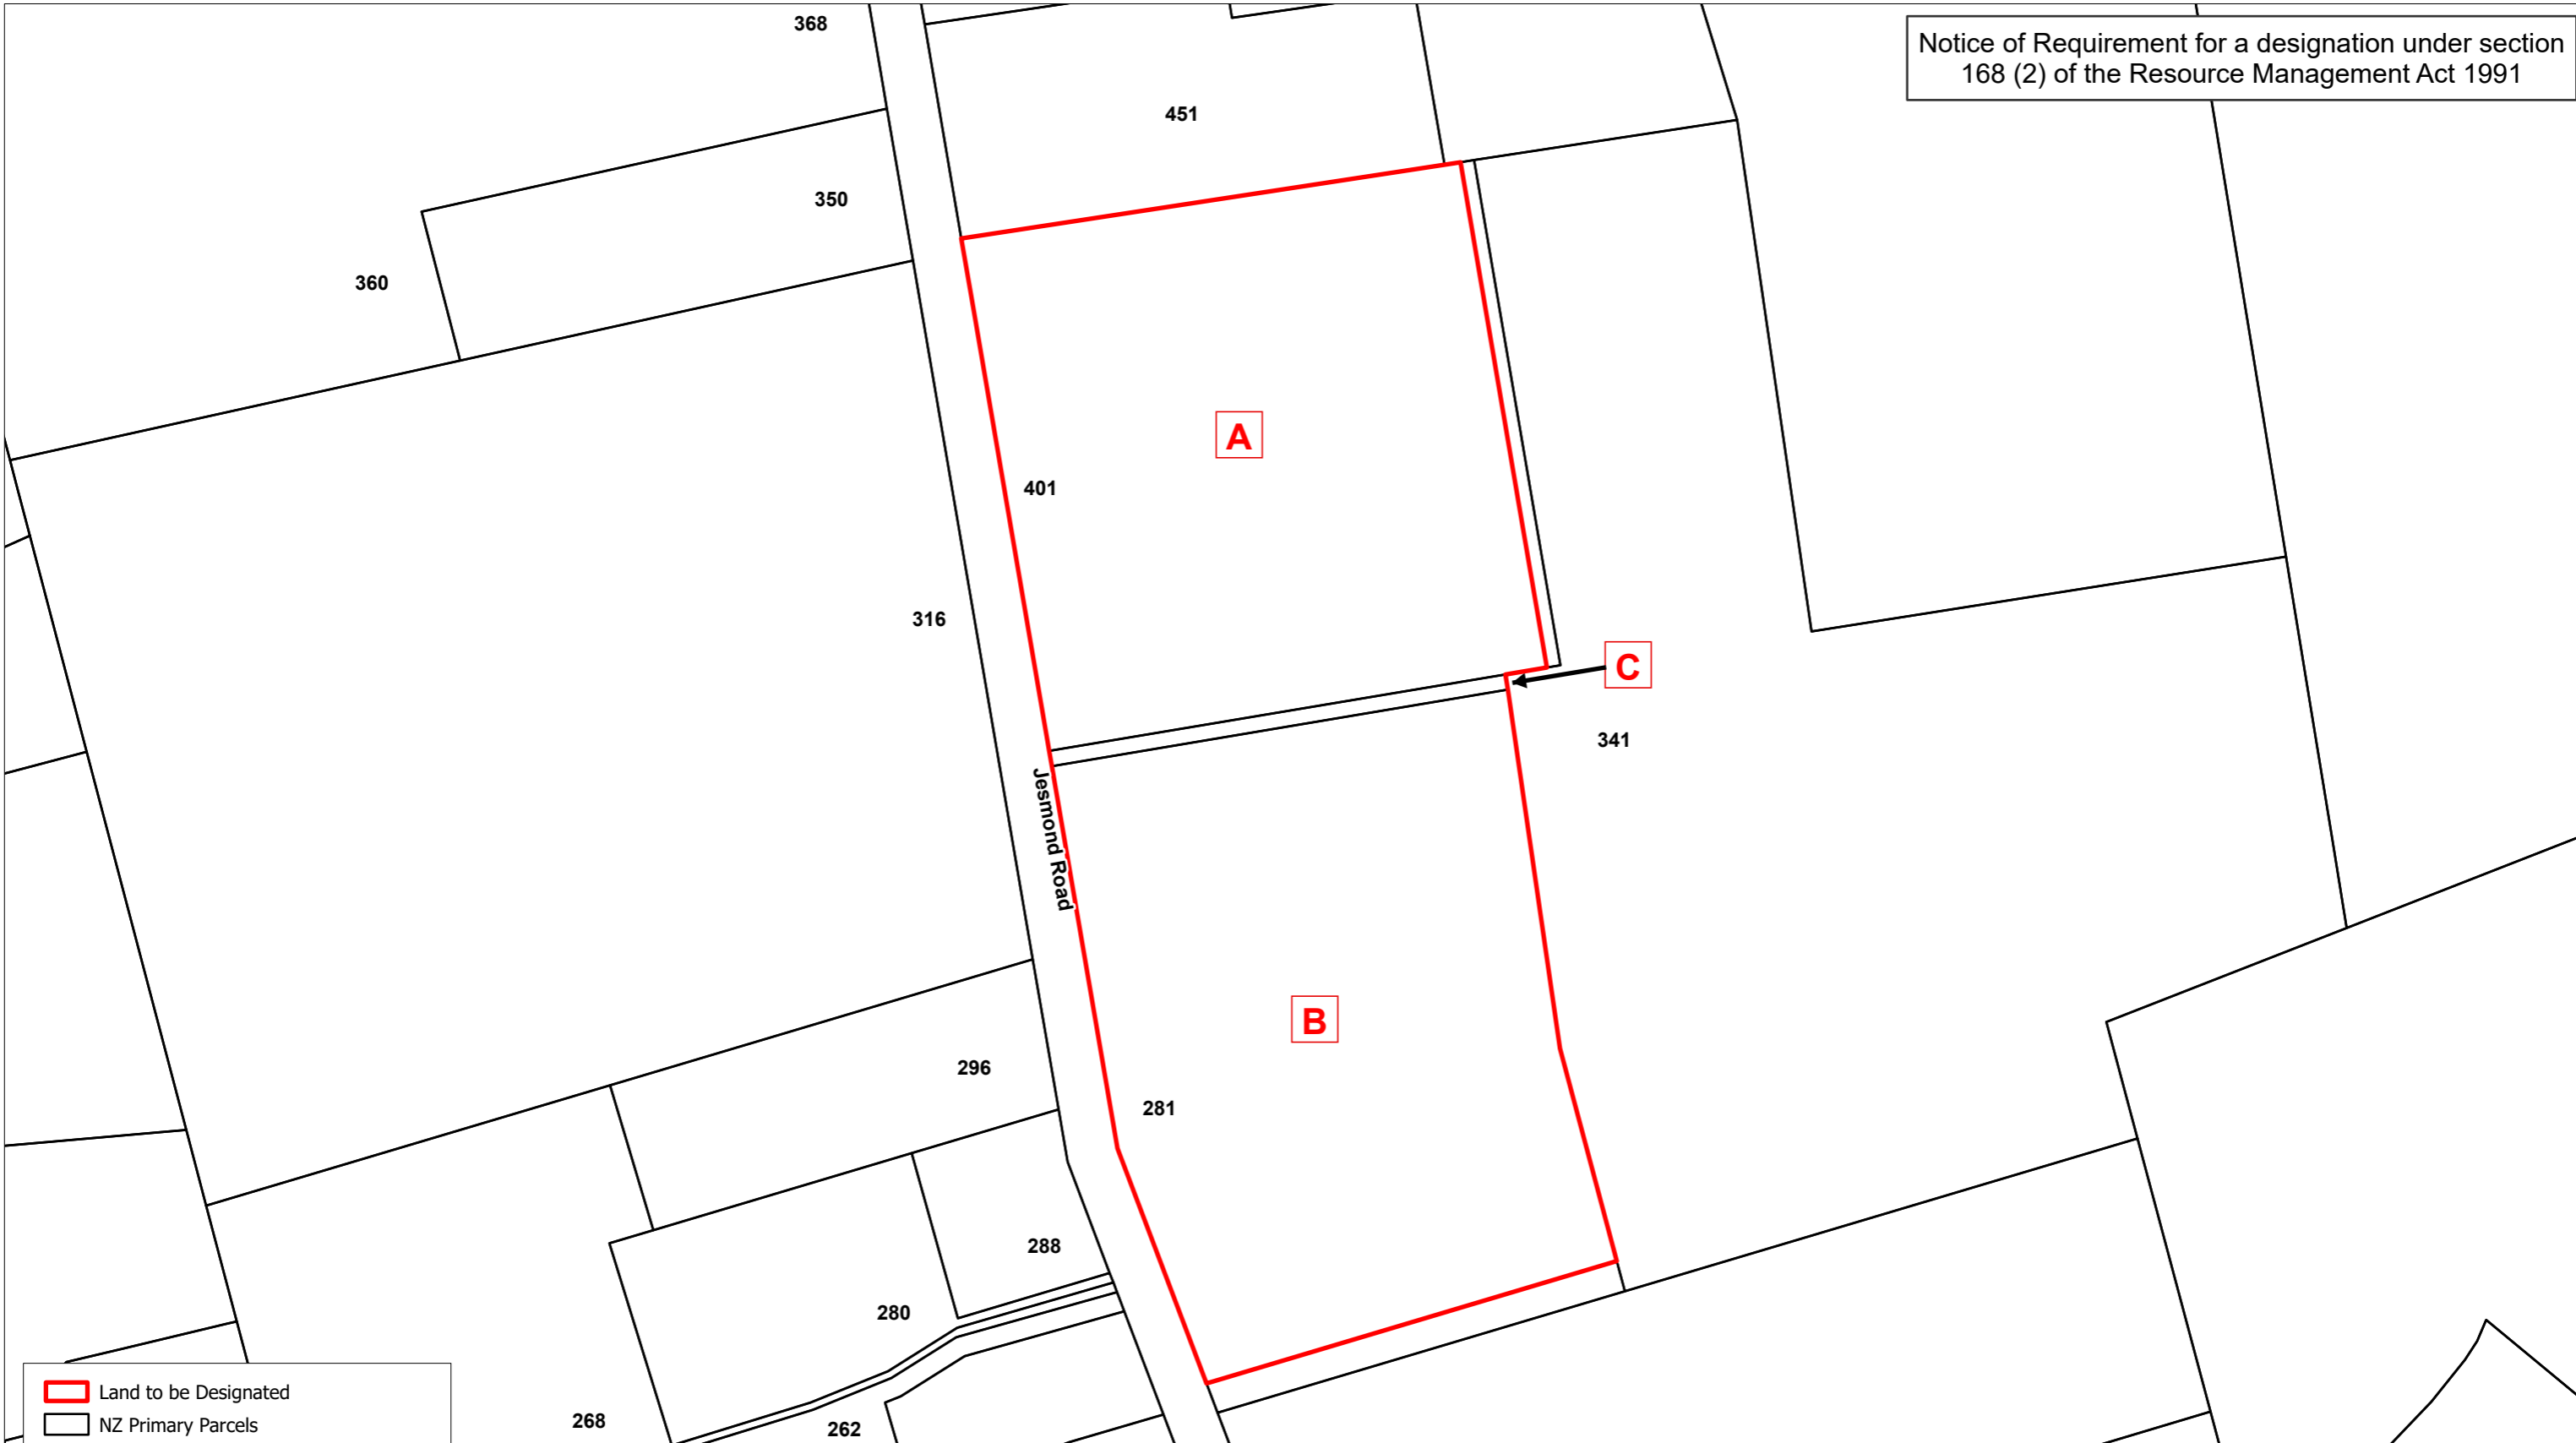 368
Notice of Requirement for a designation under section
168 (2) of the Resource Management Act 1991
451
350
360
A
401
316
C
341
Jesmond Road
B
296
281
288
280
Land to be Designated
268
NZ Primary Parcels
262